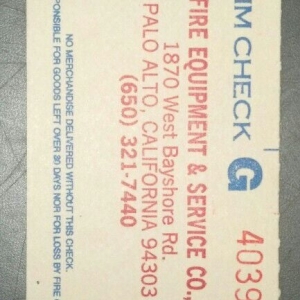 IM CHECK G 4039
FIRE EQUIPMENT & SERVICE CO.,
1870 West Bayshore Rd.
PALO ALTO, CALIFORNIA 94303
(650) 321-7440
NO MERCHANDISE DELIVERED WITHOUT THIS CHECK.
SPONSIBLE FOR GOODS LEFT OVER 30 DAYS NOR FOR LOSS BY FIRE